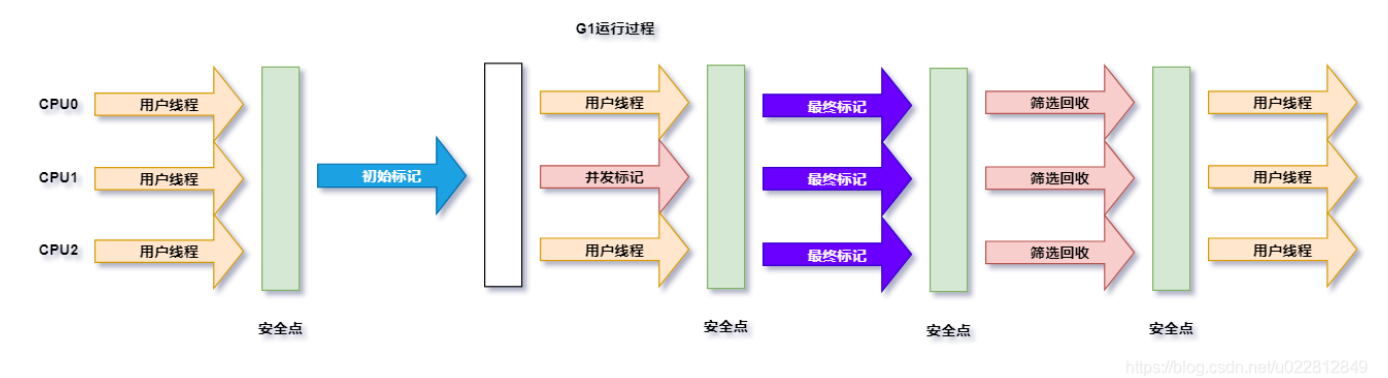 G1运行过程
CPU0 用户线程 用户线程 最终标记 筛选回收 用户线程
CPU1 用户线程 初始标记 并发标记 最终标记 筛选回收 用户线程
CPU2 用户线程 用户线程 最终标记 筛选回收 用户线程
安全点 安全点 安全点 安全点
https://blog.csdn.net/u022812849